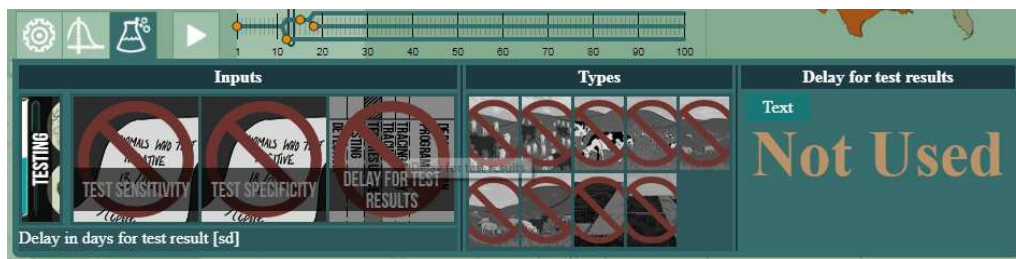 1 10 20 30 40 50 60 70 80 90 100
Inputs
Types
Delay for test results
TESTING
TEST SENSITIVITY
TEST SPECIFICITY
DELAY FOR TEST
RESULTS
Text
Not Used
Delay in days for test result [sd]